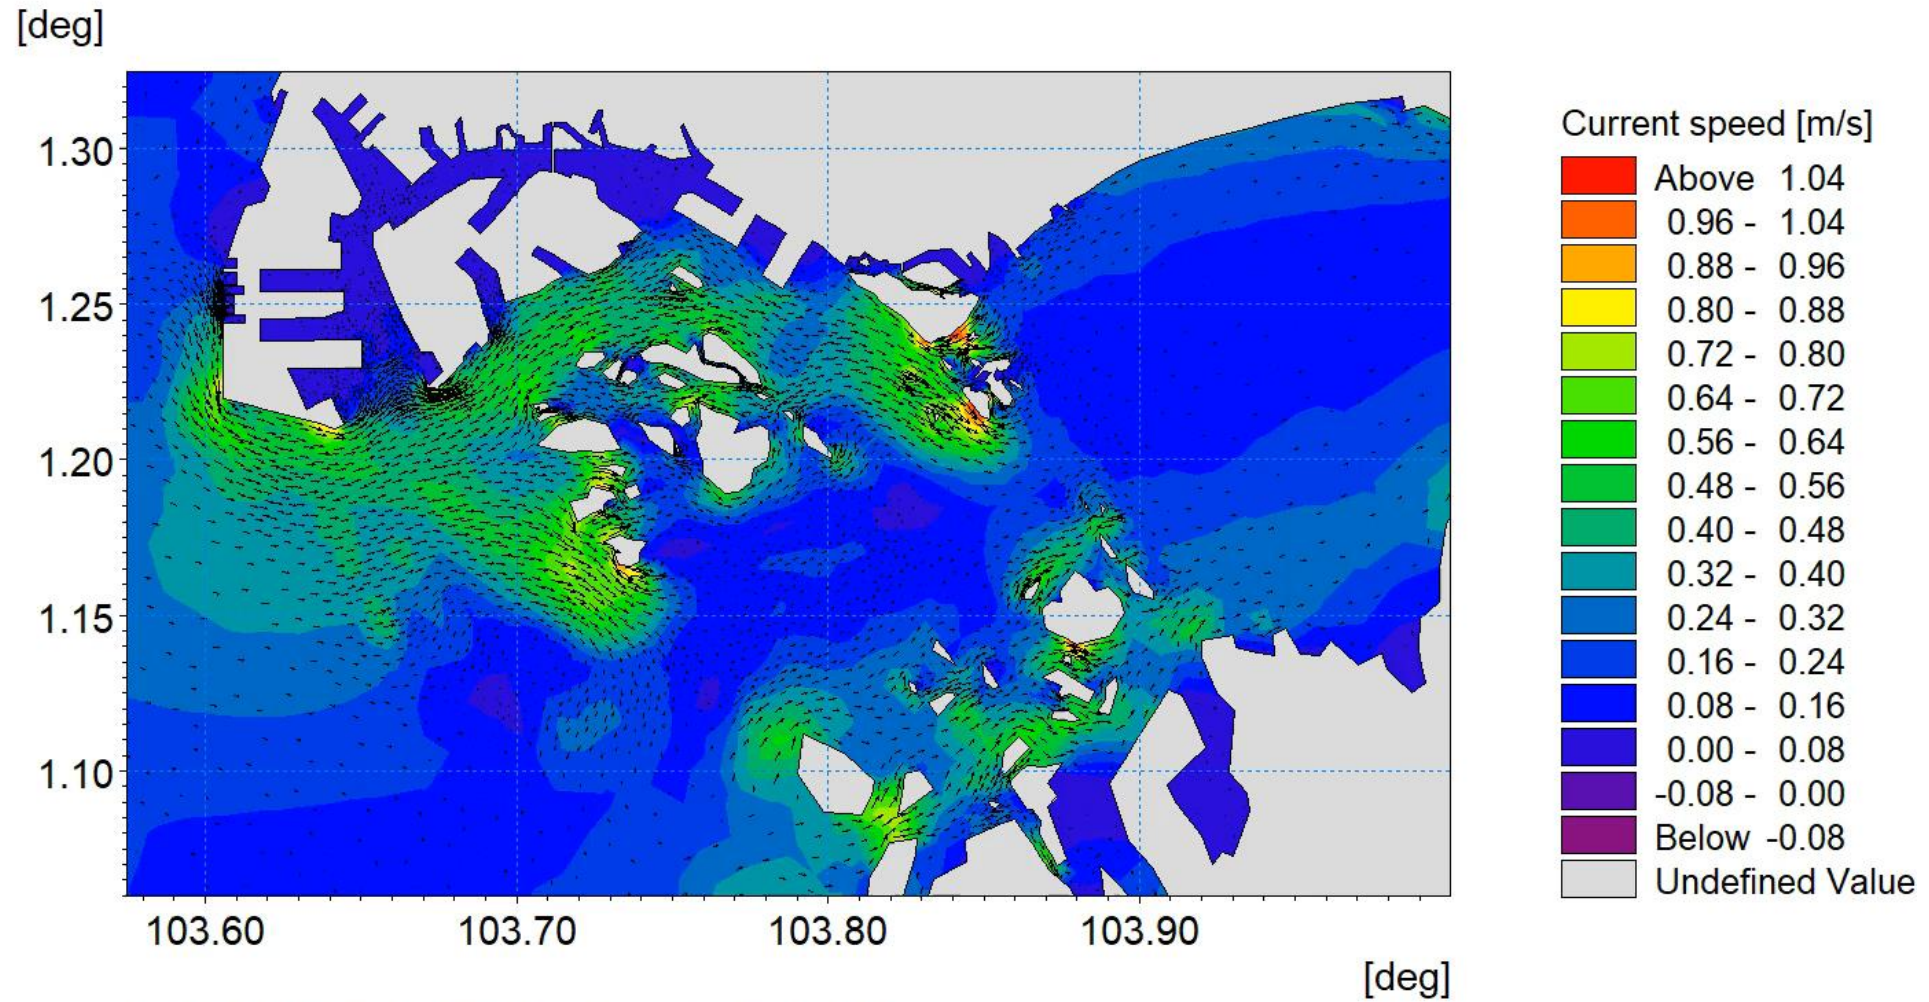 [deg]
1.30
1.25
1.20
1.15
1.10
103.60 103.70 103.80 103.90
[deg]
Current speed [m/s]
Above 1.04
0.96 - 1.04
0.88 - 0.96
0.80 - 0.88
0.72 - 0.80
0.64 - 0.72
0.56 - 0.64
0.48 - 0.56
0.40 - 0.48
0.32 - 0.40
0.24 - 0.32
0.16 - 0.24
0.08 - 0.16
0.00 - 0.08
-0.08 - 0.00
Below -0.08
Undefined Value